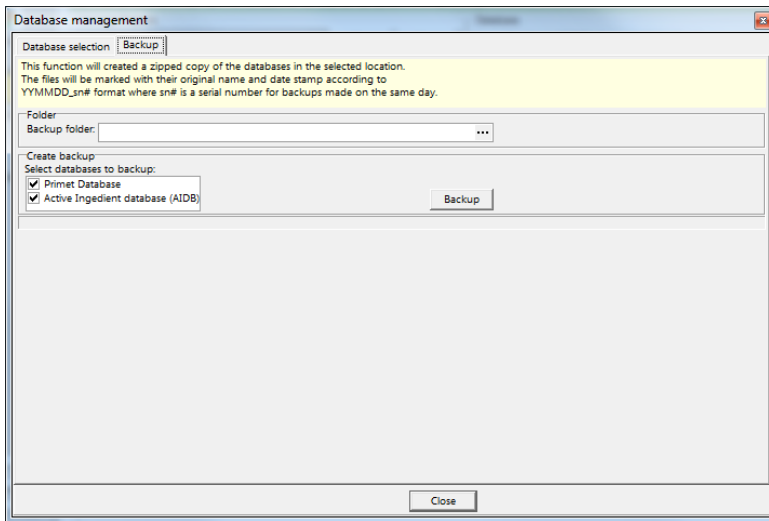 Database management
Database selection Backup
This function will created a zipped copy of the databases in the selected location.
The files will be marked with their original name and date stamp according to
YYMMDD_sn# format where sn# is a serial number for backups made on the same day.
Folder
Backup folder: ...
Create backup
Select databases to backup:
Primet Database
Active Ingedient database (AIDB)
Backup
Close